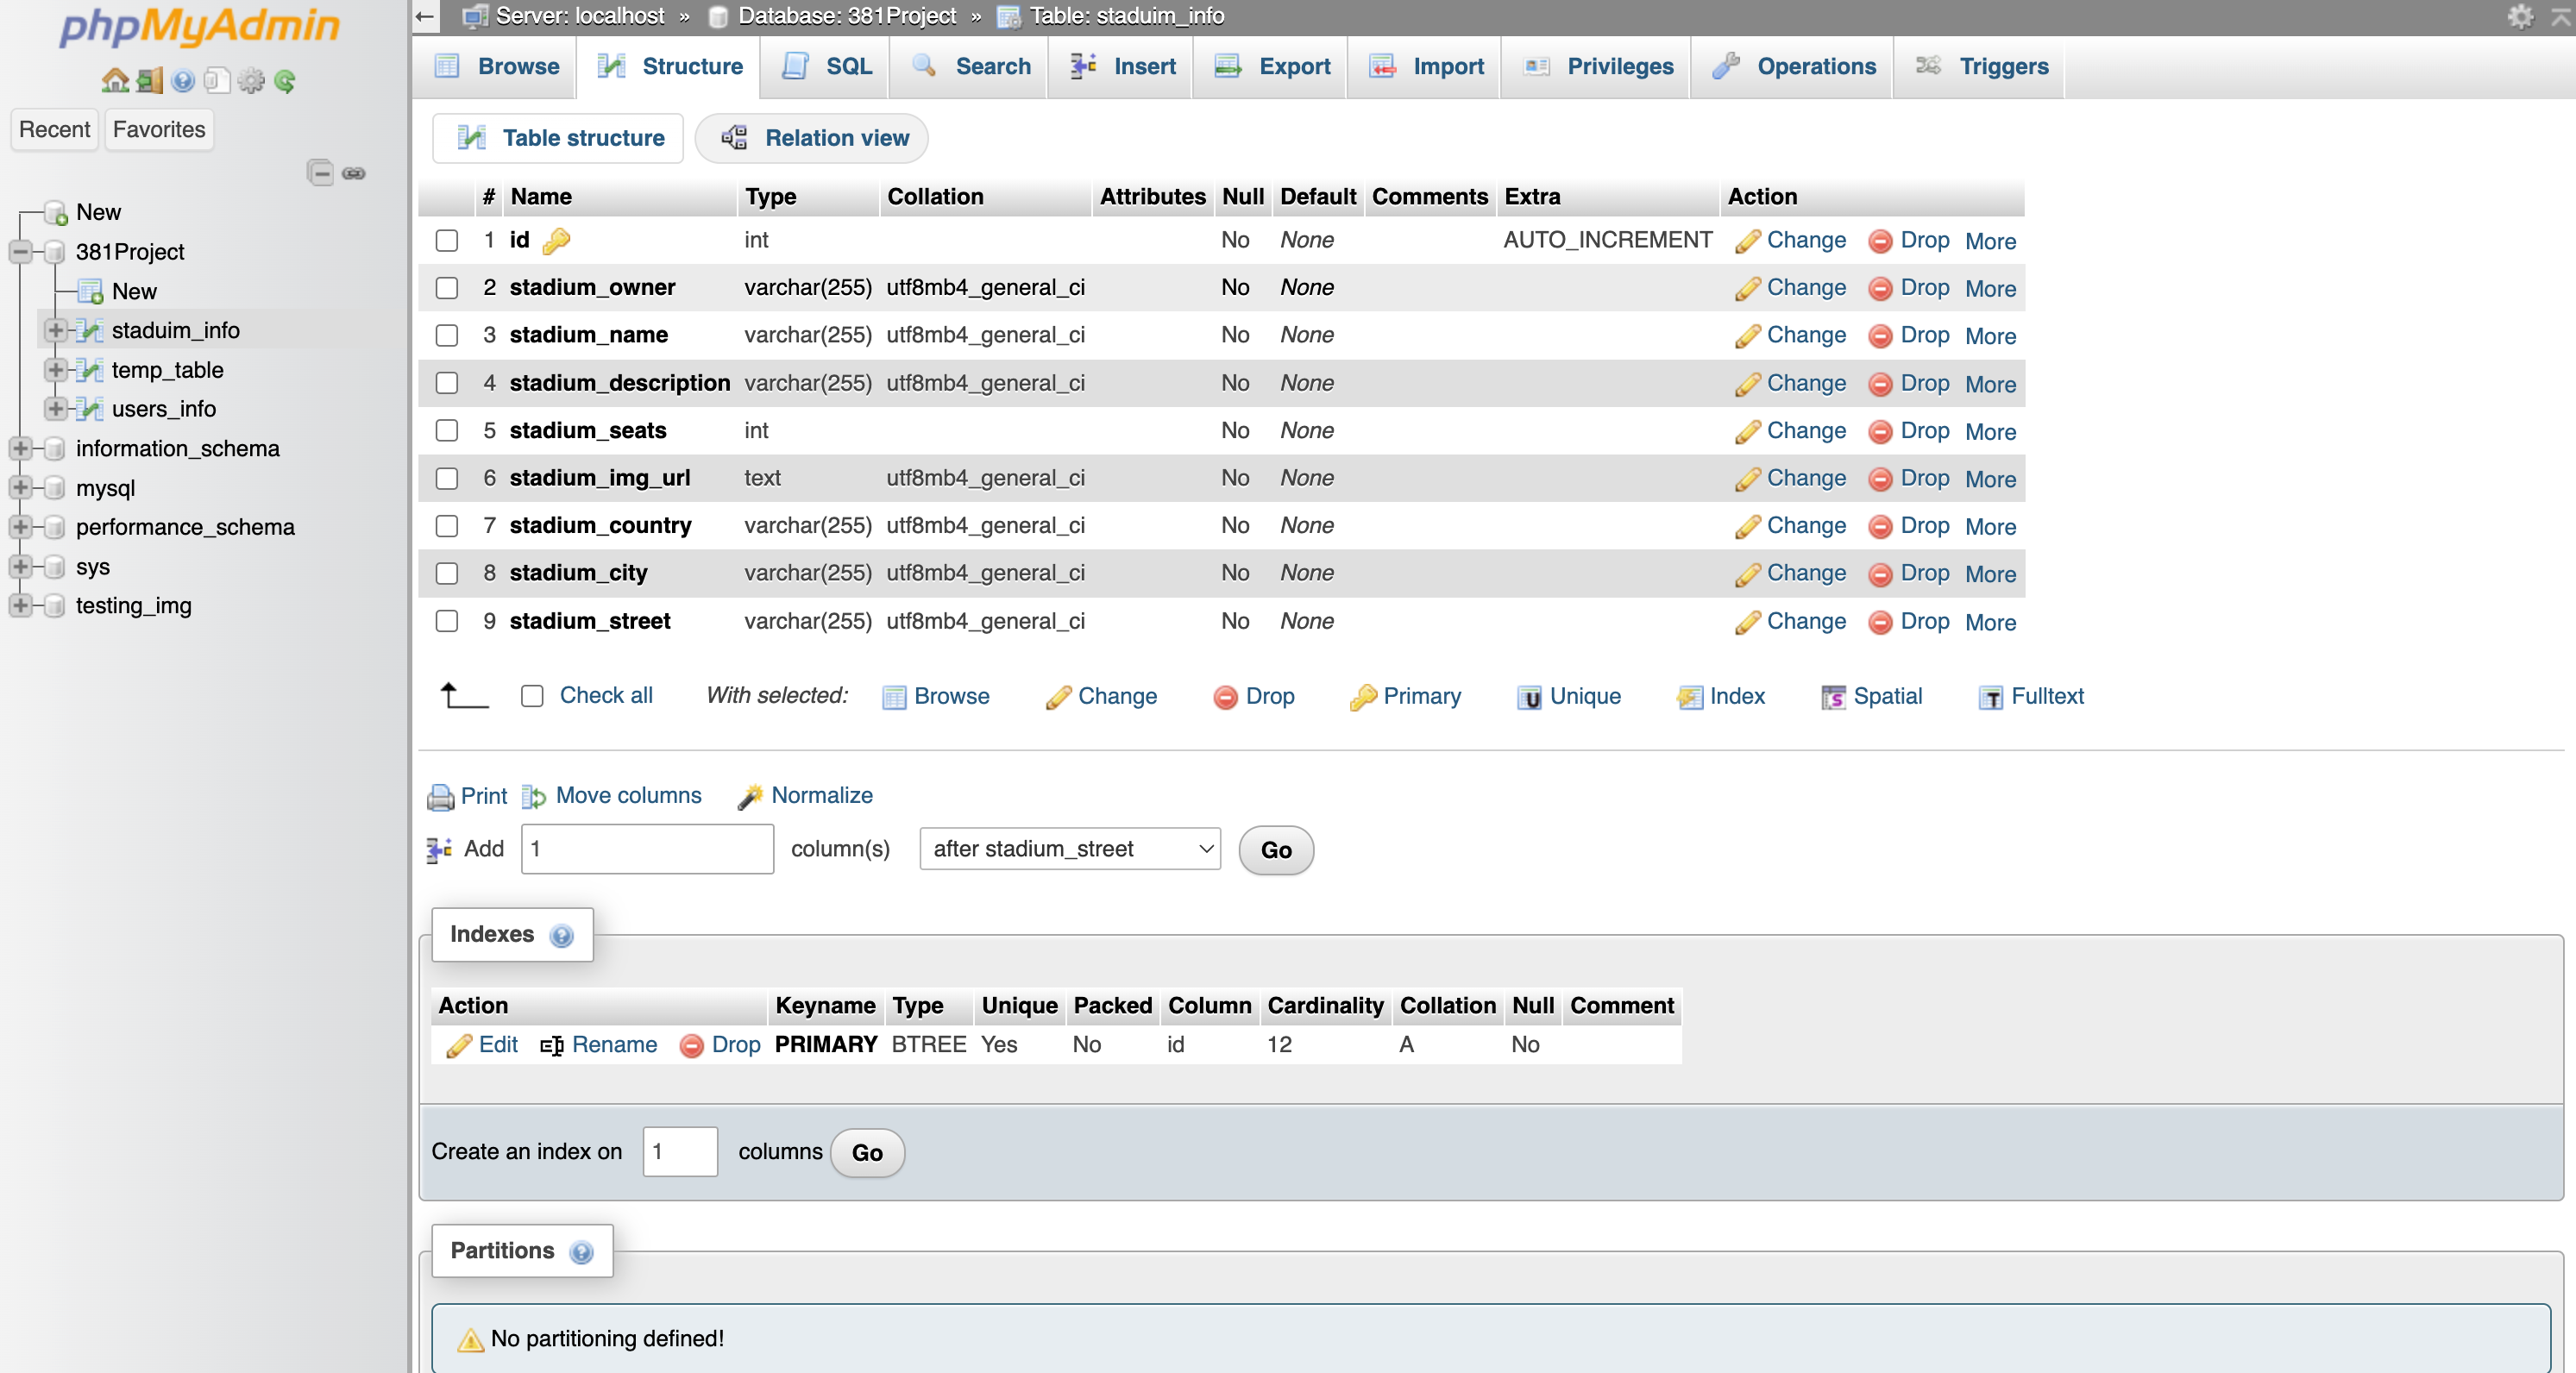 phpMyAdmin
Recent Favorites
New
381Project
New
staduim_info
temp_table
users_info
information_schema
mysql
performance_schema
sys
testing_img
Server: localhost » Database: 381Project » Table: staduim_info
Browse Structure SQL Search Insert Export Import Privileges Operations Triggers
Table structure Relation view
# Name Type Collation Attributes Null Default Comments Extra Action
1 id int No None AUTO_INCREMENT Change Drop More
2 stadium_owner varchar(255) utf8mb4_general_ci No None Change Drop More
3 stadium_name varchar(255) utf8mb4_general_ci No None Change Drop More
4 stadium_description varchar(255) utf8mb4_general_ci No None Change Drop More
5 stadium_seats int No None Change Drop More
6 stadium_img_url text utf8mb4_general_ci No None Change Drop More
7 stadium_country varchar(255) utf8mb4_general_ci No None Change Drop More
8 stadium_city varchar(255) utf8mb4_general_ci No None Change Drop More
9 stadium_street varchar(255) utf8mb4_general_ci No None Change Drop More
Check all With selected: Browse Change Drop Primary Unique Index Spatial Fulltext
Print Move columns Normalize
Add 1 column(s) after stadium_street Go
Indexes
Action Keyname Type Unique Packed Column Cardinality Collation Null Comment
Edit Rename Drop PRIMARY BTREE Yes No id 12 A No
Create an index on 1 columns Go
Partitions
No partitioning defined!